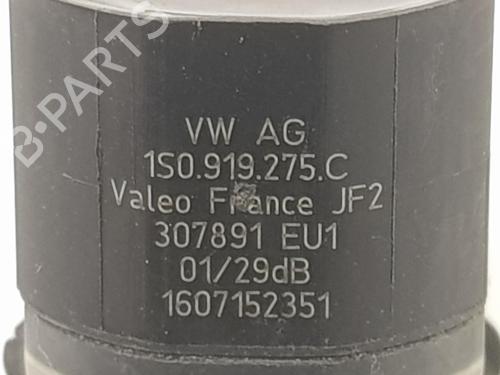 B-PARTS
VW AG
1S0.919.275.C
Valeo France JF2
307891 EU1
01/29dB
1607152351